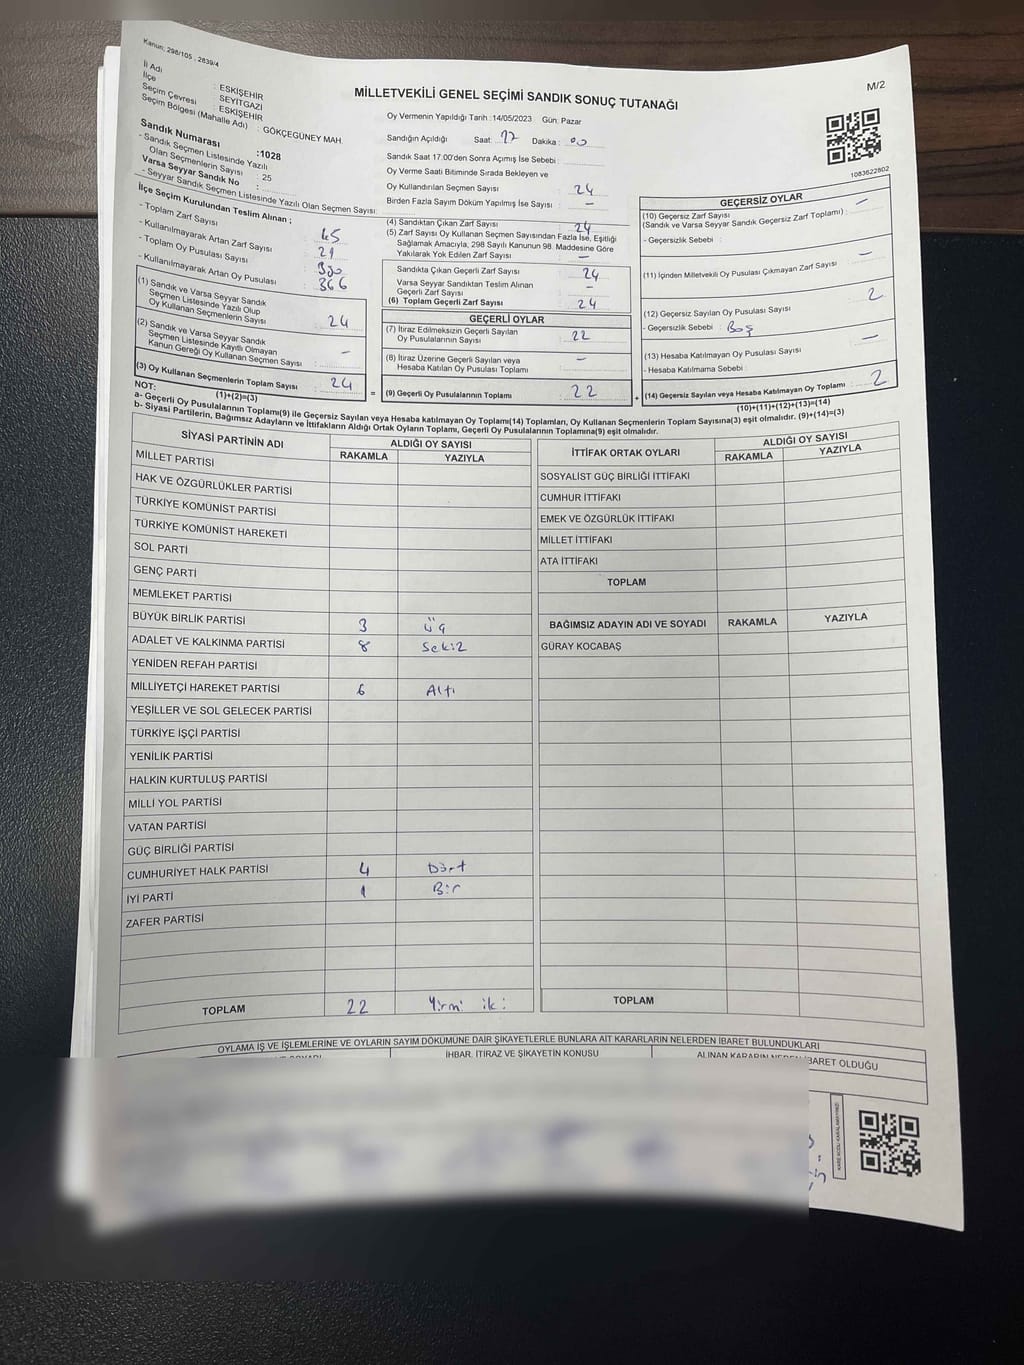 Kanun; 298/105 ; 2839/4
İl Adı : ESKİŞEHİR
İlçe : SEYİTGAZİ
Seçim Çevresi : ESKİŞEHİR
Seçim Bölgesi (Mahalle Adı) : GÖKÇEGÜNEY MAH.
Sandık Numarası :1028
- Sandık Seçmen Listesinde Yazılı
Olan Seçmenlerin Sayısı : 25
Varsa Seyyar Sandık No :
- Seyyar Sandık Seçmen Listesinde Yazılı Olan Seçmen Sayısı:
İlçe Seçim Kurulundan Teslim Alınan ;
- Toplam Zarf Sayısı : 45
- Kullanılmayarak Artan Zarf Sayısı : 21
- Toplam Oy Pusulası Sayısı :
- Kullanılmayarak Artan Oy Pusulası : 366
(1) Sandık ve Varsa Seyyar Sandık
Seçmen Listesinde Yazılı Olup
Oy Kullanan Seçmenlerin Sayısı : 24
(2) Sandık ve Varsa Seyyar Sandık
Seçmen Listesinde Kayıtlı Olmayan
Kanun Gereği Oy Kullanan Seçmen Sayısı : -
(3) Oy Kullanan Seçmenlerin Toplam Sayısı : 24
(1)+(2)=(3)
MİLLETVEKİLİ GENEL SEÇİMİ SANDIK SONUÇ TUTANAĞI
M/2
Oy Vermenin Yapıldığı Tarih :14/05/2023 Gün: Pazar
Sandığın Açıldığı Saat: 17 Dakika : 00
Sandık Saat 17.00'den Sonra Açımış İse Sebebi :
Oy Verme Saati Bitiminde Sırada Bekleyen ve
Oy Kullandırılan Seçmen Sayısı : 24
Birden Fazla Sayım Döküm Yapılmış İse Sayısı : -
(4) Sandıktan Çıkan Zarf Sayısı : 24
(5) Zarf Sayısı Oy Kullanan Seçmen Sayısından Fazla İse, Eşitliği
Sağlamak Amacıyla, 298 Sayılı Kanunun 98. Maddesine Göre
Yakılarak Yok Edilen Zarf Sayısı : -
Sandıkta Çıkan Geçerli Zarf Sayısı : 24
Varsa Seyyar Sandıktan Teslim Alınan
Geçerli Zarf Sayısı : -
(6) Toplam Geçerli Zarf Sayısı : 24
GEÇERLİ OYLAR
(7) İtiraz Edilmeksizin Geçerli Sayılan
Oy Pusulalarının Sayısı : 22
(8) İtiraz Üzerine Geçerli Sayılan veya
Hesaba Katılan Oy Pusulası Toplamı : -
= (9) Geçerli Oy Pusulalarının Toplamı : 22
1083622802
GEÇERSİZ OYLAR
(10) Geçersiz Zarf Sayısı
(Sandık ve Varsa Seyyar Sandık Geçersiz Zarf Toplamı) : -
- Geçersizlik Sebebi :
(11) İçinden Milletvekili Oy Pusulası Çıkmayan Zarf Sayısı : -
(12) Geçersiz Sayılan Oy Pusulası Sayısı : 2
- Geçersizlik Sebebi : Boş
(13) Hesaba Katılmayan Oy Pusulası Sayısı : -
- Hesaba Katılmama Sebebi :
+ (14) Geçersiz Sayılan veya Hesaba Katılmayan Oy Toplamı : 2
(10)+(11)+(12)+(13)=(14)
NOT:
a- Geçerli Oy Pusulalarının Toplamı(9) ile Geçersiz Sayılan veya Hesaba katılmayan Oy Toplamı(14) Toplamları, Oy Kullanan Seçmenlerin Toplam Sayısına(3) eşit olmalıdır. (9)+(14)=(3)
b- Siyasi Partilerin, Bağımsız Adayların ve İttifakların Aldığı Ortak Oyların Toplamı, Geçerli Oy Pusulalarının Toplamına(9) eşit olmalıdır.
SİYASİ PARTİNİN ADI ALDIĞI OY SAYISI
RAKAMLA YAZIYLA
MİLLET PARTİSİ
HAK VE ÖZGÜRLÜKLER PARTİSİ
TÜRKİYE KOMÜNİST PARTİSİ
TÜRKİYE KOMÜNİST HAREKETİ
SOL PARTİ
GENÇ PARTİ
MEMLEKET PARTİSİ
BÜYÜK BİRLİK PARTİSİ 3 üç
ADALET VE KALKINMA PARTİSİ 8 Sekiz
YENİDEN REFAH PARTİSİ
MİLLİYETÇİ HAREKET PARTİSİ 6 Altı
YEŞİLLER VE SOL GELECEK PARTİSİ
TÜRKİYE İŞÇİ PARTİSİ
YENİLİK PARTİSİ
HALKIN KURTULUŞ PARTİSİ
MİLLİ YOL PARTİSİ
VATAN PARTİSİ
GÜÇ BİRLİĞİ PARTİSİ
CUMHURİYET HALK PARTİSİ 4 Dört
İYİ PARTİ 1 Bir
ZAFER PARTİSİ
TOPLAM 22 Yirmi iki
İTTİFAK ORTAK OYLARI ALDIĞI OY SAYISI
RAKAMLA YAZIYLA
SOSYALİST GÜÇ BİRLİĞİ İTTİFAKI
CUMHUR İTTİFAKI
EMEK VE ÖZGÜRLÜK İTTİFAKI
MİLLET İTTİFAKI
ATA İTTİFAKI
TOPLAM
BAĞIMSIZ ADAYIN ADI VE SOYADI RAKAMLA YAZIYLA
GÜRAY KOCABAŞ
TOPLAM
OYLAMA İŞ VE İŞLEMLERİNE VE OYLARIN SAYIM DÖKÜMÜNE DAİR ŞİKAYETLERLE BUNLARA AİT KARARLARIN NELERDEN İBARET BULUNDUKLARI
İHBAR, İTİRAZ VE ŞİKAYETİN KONUSU
ALINAN KARARIN NEDEN İBARET OLDUĞU
KARE KODU KARALAMAYINIZ!